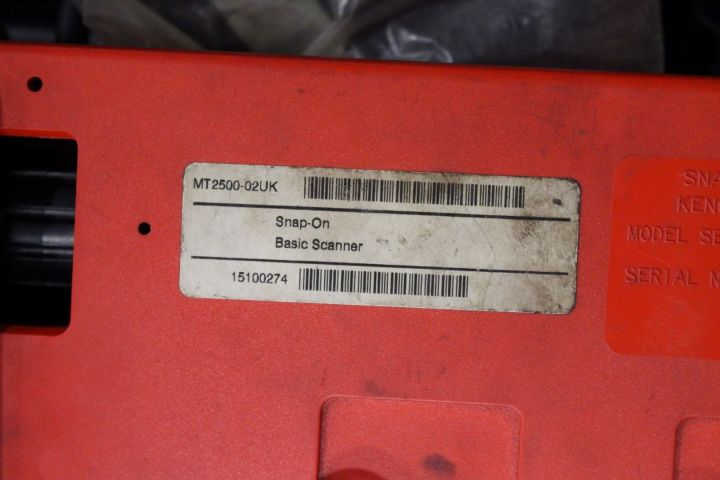 MT2500-02UK
Snap-On
Basic Scanner
15100274
MODEL
SERIAL